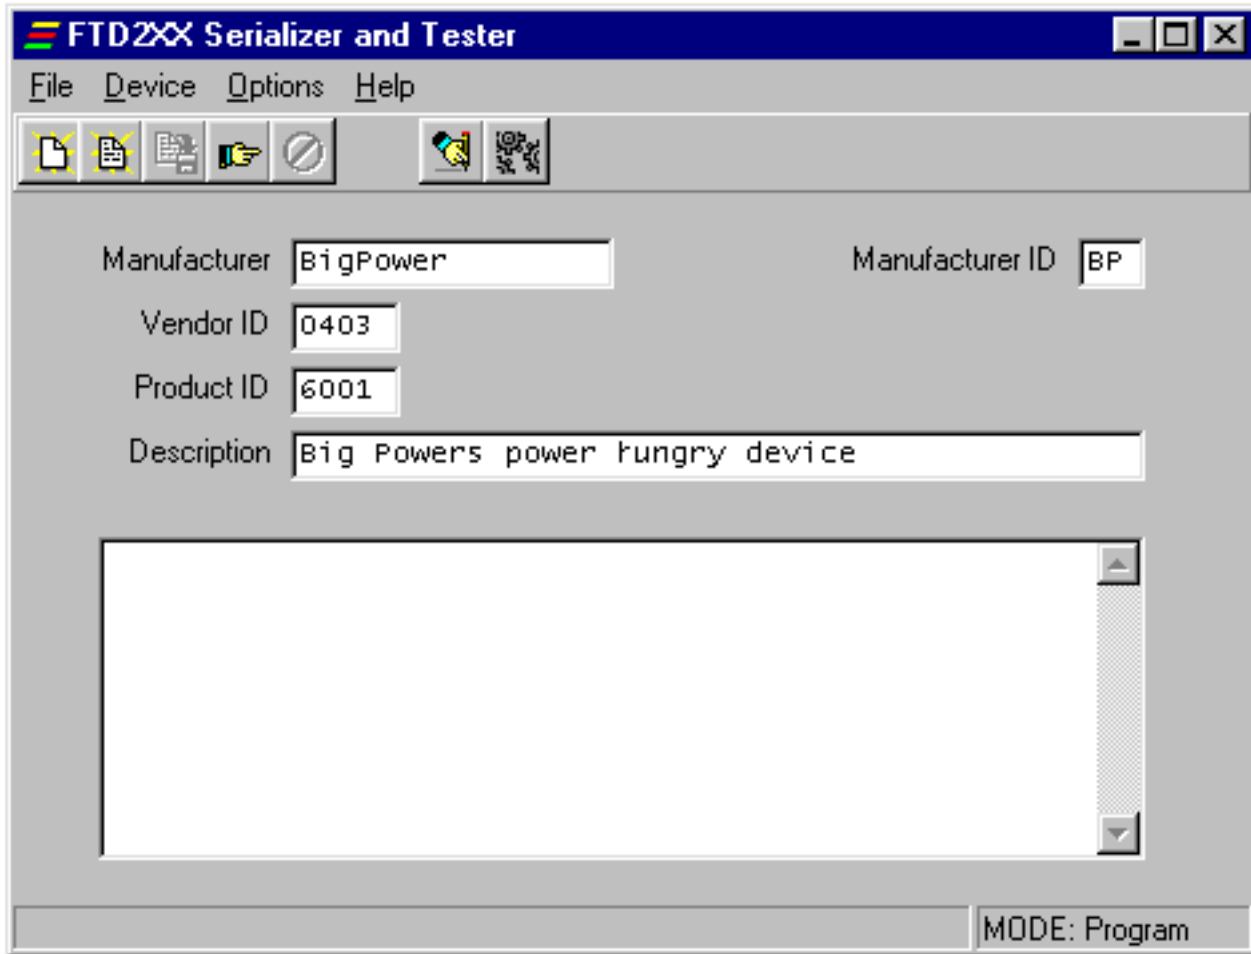 FTD2XX Serializer and Tester
File Device Options Help
Manufacturer BigPower Manufacturer ID BP
Vendor ID 0403
Product ID 6001
Description Big Powers power hungry device
MODE: Program